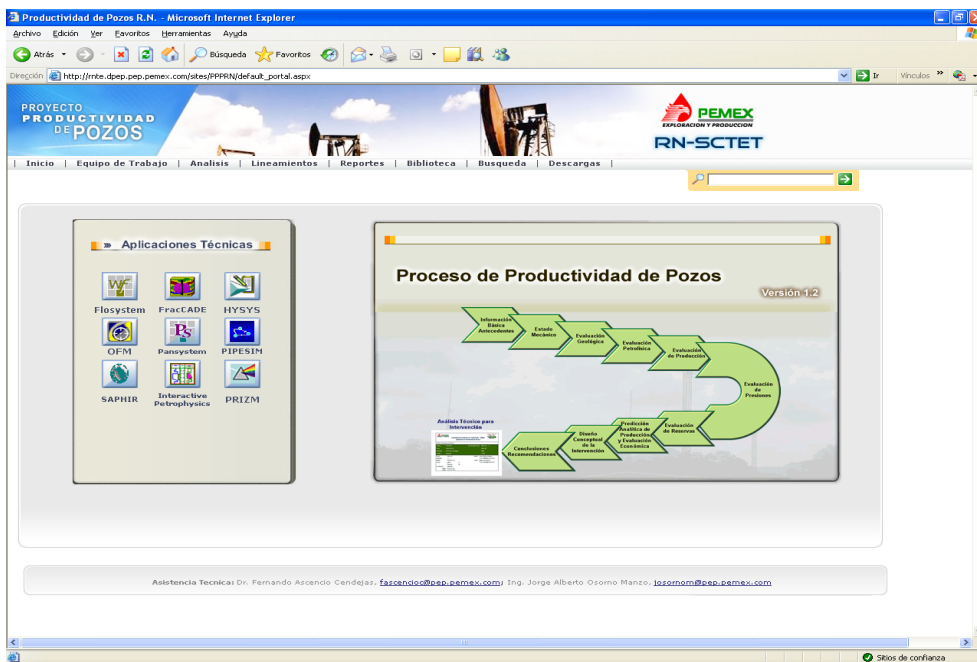 Productividad de Pozos R.N. - Microsoft Internet Explorer
Archivo Edición Ver Favoritos Herramientas Ayuda
Atrás Búsqueda Favoritos
Dirección http://rnte.dpep.pep.pemex.com/sites/PPPRN/default_portal.aspx Ir Vínculos
PROYECTO
PRODUCTIVIDAD
DE POZOS
PEMEX
EXPLORACION Y PRODUCCION
RN-SCTET
| Inicio | Equipo de Trabajo | Analisis | Lineamientos | Reportes | Biblioteca | Busqueda | Descargas |
Aplicaciones Técnicas
Flosystem FracCADE HYSYS
OFM Pansystem PIPESIM
SAPHIR Interactive Petrophysics PRIZM
Proceso de Productividad de Pozos
Versión 1.2
Información Básica Antecedentes
Estado Mecánico
Evaluación Geológica
Evaluación Petrofísica
Evaluación de Producción
Evaluación de Presiones
Evaluación de Reservas
Predicción Analítica de Producción y Evaluación Económica
Diseño Conceptual de la Intervención
Conclusiones Recomendaciones
Análisis Técnico para Intervención
Asistencia Tecnica: Dr. Fernando Ascencio Cendejas, fascencioc@pep.pemex.com; Ing. Jorge Alberto Osorno Manzo, josornom@pep.pemex.com
Sitios de confianza